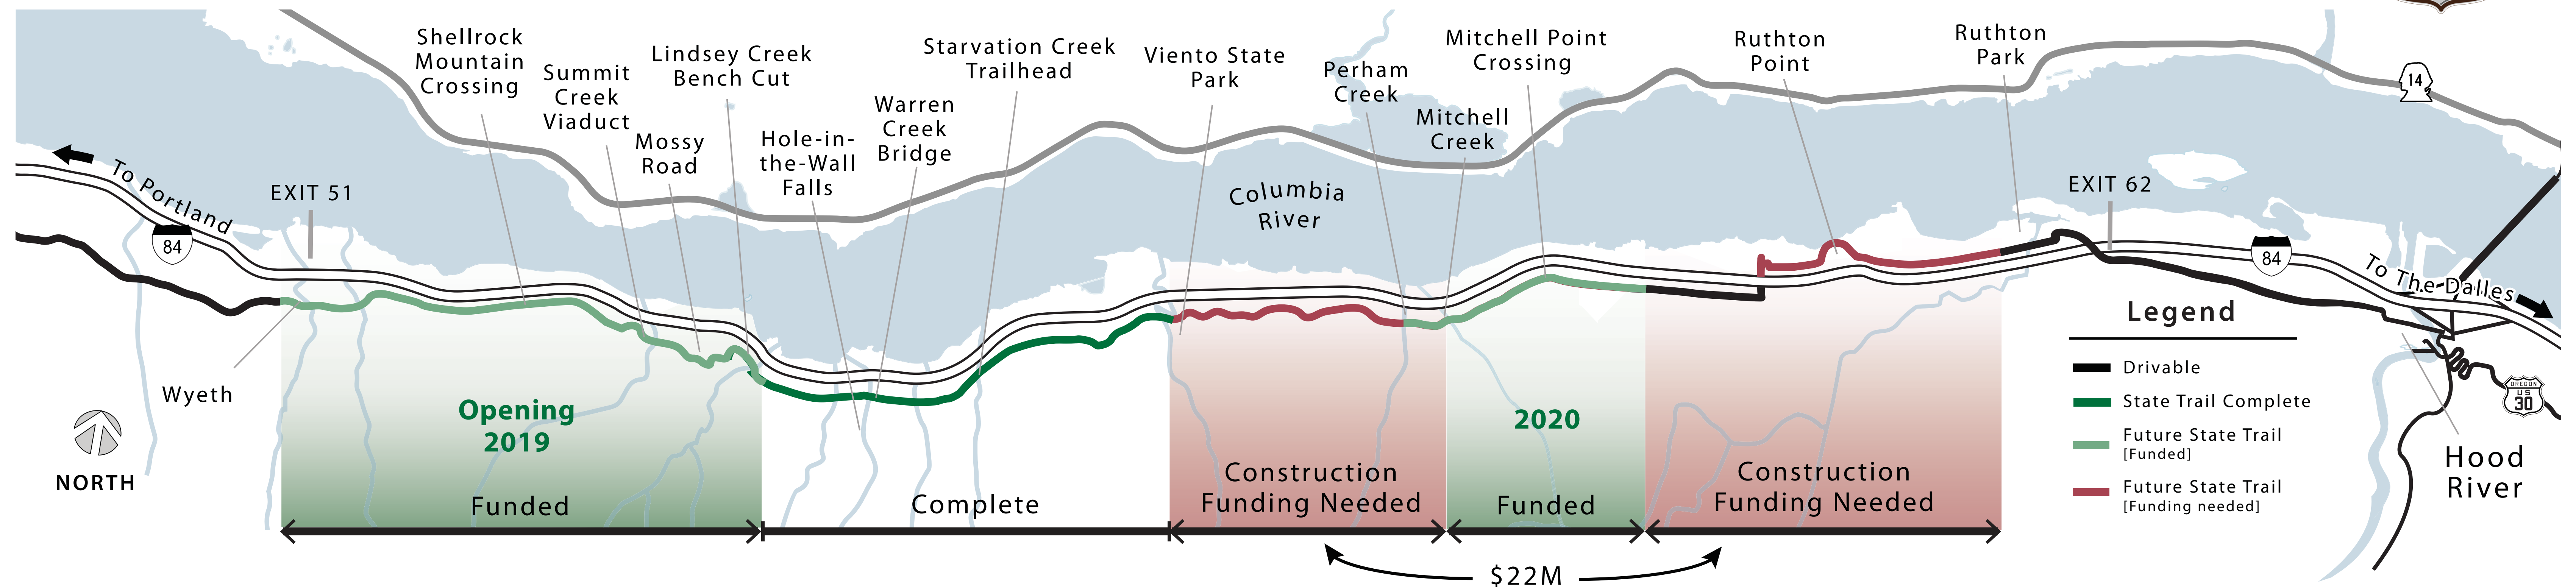 Shellrock
Mountain
Crossing
Summit
Creek
Viaduct
Lindsey Creek
Bench Cut
Mossy
Road
Hole-in-
the-Wall
Falls
Warren
Creek
Bridge
Starvation Creek
Trailhead
Viento State
Park
Perham
Creek
Mitchell Point
Crossing
Mitchell
Creek
Ruthton
Point
Ruthton
Park
14
To Portland
84
EXIT 51
Columbia
River
EXIT 62
84
To The Dalles
Wyeth
NORTH
Opening
2019
Funded
Complete
Construction
Funding Needed
2020
Funded
Construction
Funding Needed
$22M
Legend
Drivable
State Trail Complete
Future State Trail
[Funded]
Future State Trail
[Funding needed]
OREGON
US
30
Hood
River